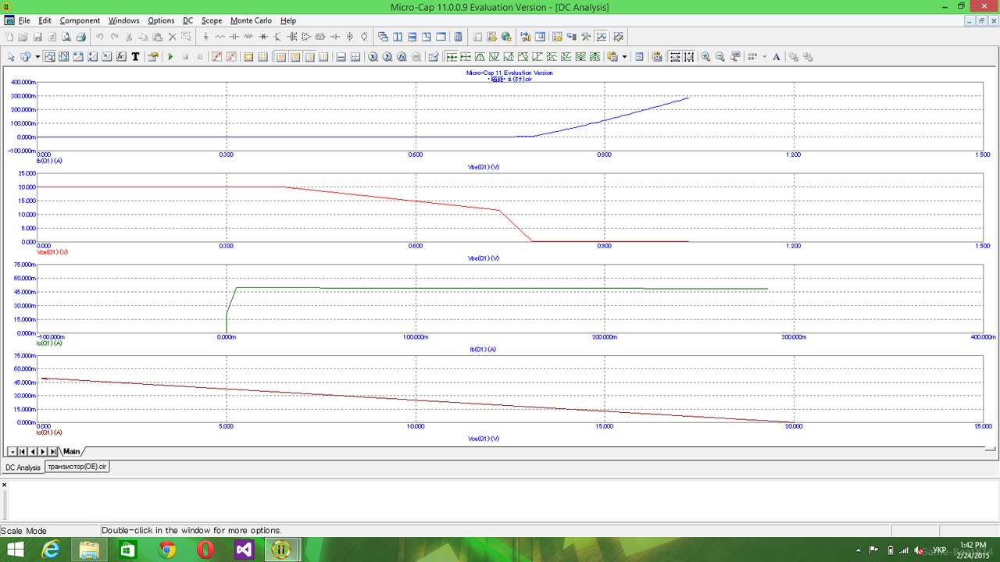 Micro-Cap 11.0.0.9 Evaluation Version - [DC Analysis]
File Edit Component Windows Options DC Scope Monte Carlo Help
Micro-Cap 11 Evaluation Version
400.000m
300.000m
200.000m
100.000m
0.000m
-100.000m
0.000 0.300 0.600 0.900 1.200 1.500
Ib(Q1) (A)
Vbe(Q1) (V)
25.000
20.000
15.000
10.000
5.000
0.000
0.000 0.300 0.600 0.900 1.200 1.500
Vce(Q1) (V)
Vbe(Q1) (V)
75.000m
60.000m
45.000m
30.000m
15.000m
0.000m
-100.000m 0.000m 100.000m 200.000m 300.000m 400.000m
Ic(Q1) (A)
Ib(Q1) (A)
75.000m
60.000m
45.000m
30.000m
15.000m
0.000m
0.000 5.000 10.000 15.000 20.000 25.000
Ic(Q1) (A)
Vce(Q1) (V)
Main
DC Analysis транзистор(ОЕ).cir
Scale Mode Double-click in the window for more options.
УКР
1:42 PM
2/24/2015